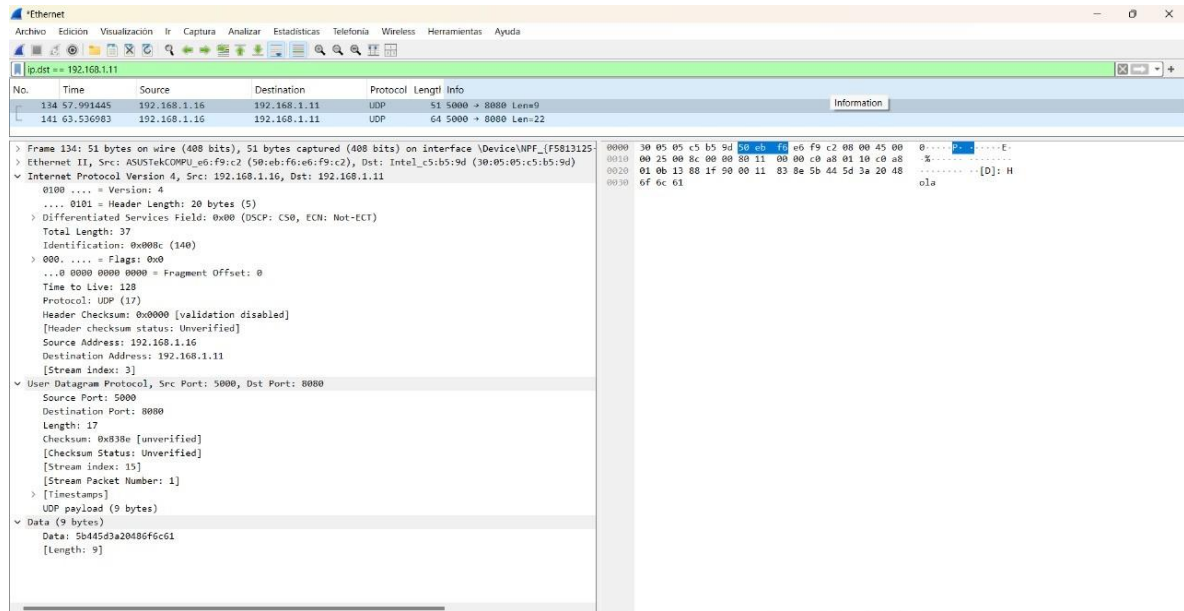 *Ethernet
Archivo Edición Visualización Ir Captura Analizar Estadísticas Telefonía Wireless Herramientas Ayuda
ip.dst == 192.168.1.11
No. Time Source Destination Protocol Length Info
134 57.991445 192.168.1.16 192.168.1.11 UDP 51 5000 → 8080 Len=9
Information
141 63.536983 192.168.1.16 192.168.1.11 UDP 64 5000 → 8080 Len=22
> Frame 134: 51 bytes on wire (408 bits), 51 bytes captured (408 bits) on interface \Device\NPF_{F5813125-
> Ethernet II, Src: ASUSTekCOMPU_e6:f9:c2 (50:eb:f6:e6:f9:c2), Dst: Intel_c5:b5:9d (30:05:05:c5:b5:9d)
Internet Protocol Version 4, Src: 192.168.1.16, Dst: 192.168.1.11
0100 .... = Version: 4
.... 0101 = Header Length: 20 bytes (5)
> Differentiated Services Field: 0x00 (DSCP: CS0, ECN: Not-ECT)
Total Length: 37
Identification: 0x008c (140)
> 000. .... = Flags: 0x0
...0 0000 0000 0000 = Fragment Offset: 0
Time to Live: 128
Protocol: UDP (17)
Header Checksum: 0x0000 [validation disabled]
[Header checksum status: Unverified]
Source Address: 192.168.1.16
Destination Address: 192.168.1.11
[Stream index: 3]
User Datagram Protocol, Src Port: 5000, Dst Port: 8080
Source Port: 5000
Destination Port: 8080
Length: 17
Checksum: 0x838e [unverified]
[Checksum Status: Unverified]
[Stream index: 15]
[Stream Packet Number: 1]
> [Timestamps]
UDP payload (9 bytes)
Data (9 bytes)
Data: 5b445d3a20486f6c61
[Length: 9]
0000 30 05 05 c5 b5 9d 50 eb f6 e6 f9 c2 08 00 45 00 0·····P· ······E·
0010 00 25 00 8c 00 00 80 11 00 00 c0 a8 01 10 c0 a8 ·%······ ········
0020 01 0b 13 88 1f 90 00 11 83 8e 5b 44 5d 3a 20 48 ········ ··[D]: H
0030 6f 6c 61 ola